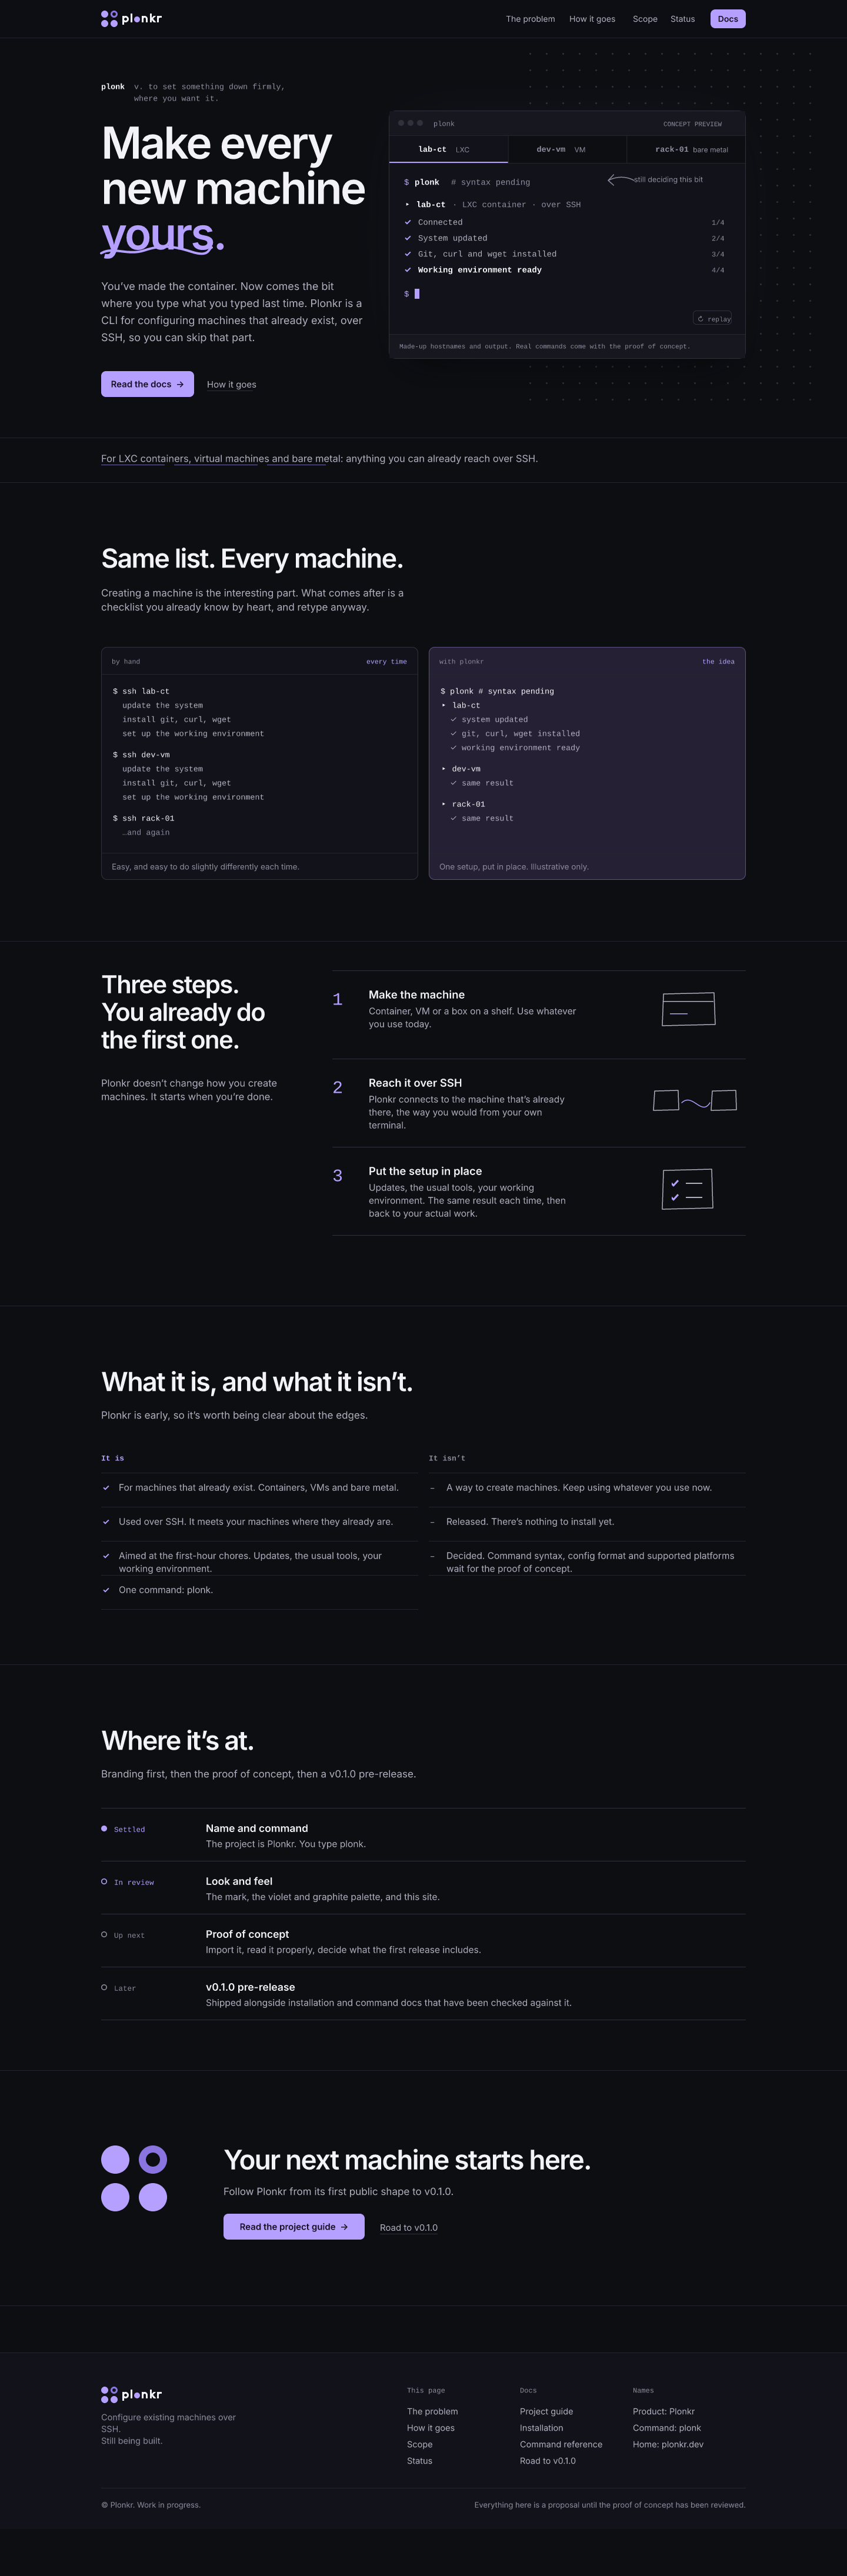 plonkr
The problem
How it goes
Scope
Status
Docs
plonk v. to set something down firmly,
where you want it.
Make every
new machine
yours.
You’ve made the container. Now comes the bit
where you type what you typed last time. Plonkr is a
CLI for configuring machines that already exist, over
SSH, so you can skip that part.
Read the docs →
How it goes
plonk
CONCEPT PREVIEW
lab-ct LXC
dev-vm VM
rack-01 bare metal
$ plonk # syntax pending
still deciding this bit
‣ lab-ct · LXC container · over SSH
✓ Connected 1/4
✓ System updated 2/4
✓ Git, curl and wget installed 3/4
✓ Working environment ready 4/4
$
↻ replay
Made-up hostnames and output. Real commands come with the proof of concept.
For LXC containers, virtual machines and bare metal: anything you can already reach over SSH.
Same list. Every machine.
Creating a machine is the interesting part. What comes after is a
checklist you already know by heart, and retype anyway.
by hand
every time
$ ssh lab-ct
update the system
install git, curl, wget
set up the working environment
$ ssh dev-vm
update the system
install git, curl, wget
set up the working environment
$ ssh rack-01
…and again
Easy, and easy to do slightly differently each time.
with plonkr
the idea
$ plonk # syntax pending
‣ lab-ct
✓ system updated
✓ git, curl, wget installed
✓ working environment ready
‣ dev-vm
✓ same result
‣ rack-01
✓ same result
One setup, put in place. Illustrative only.
Three steps.
You already do
the first one.
Plonkr doesn’t change how you create
machines. It starts when you’re done.
1
Make the machine
Container, VM or a box on a shelf. Use whatever
you use today.
2
Reach it over SSH
Plonkr connects to the machine that’s already
there, the way you would from your own
terminal.
3
Put the setup in place
Updates, the usual tools, your working
environment. The same result each time, then
back to your actual work.
What it is, and what it isn’t.
Plonkr is early, so it’s worth being clear about the edges.
It is
✓ For machines that already exist. Containers, VMs and bare metal.
✓ Used over SSH. It meets your machines where they already are.
✓ Aimed at the first-hour chores. Updates, the usual tools, your
working environment.
✓ One command: plonk.
It isn’t
– A way to create machines. Keep using whatever you use now.
– Released. There’s nothing to install yet.
– Decided. Command syntax, config format and supported platforms
wait for the proof of concept.
Where it’s at.
Branding first, then the proof of concept, then a v0.1.0 pre-release.
Settled
Name and command
The project is Plonkr. You type plonk.
In review
Look and feel
The mark, the violet and graphite palette, and this site.
Up next
Proof of concept
Import it, read it properly, decide what the first release includes.
Later
v0.1.0 pre-release
Shipped alongside installation and command docs that have been checked against it.
Your next machine starts here.
Follow Plonkr from its first public shape to v0.1.0.
Read the project guide →
Road to v0.1.0
plonkr
Configure existing machines over
SSH.
Still being built.
This page
The problem
How it goes
Scope
Status
Docs
Project guide
Installation
Command reference
Road to v0.1.0
Names
Product: Plonkr
Command: plonk
Home: plonkr.dev
© Plonkr. Work in progress.
Everything here is a proposal until the proof of concept has been reviewed.